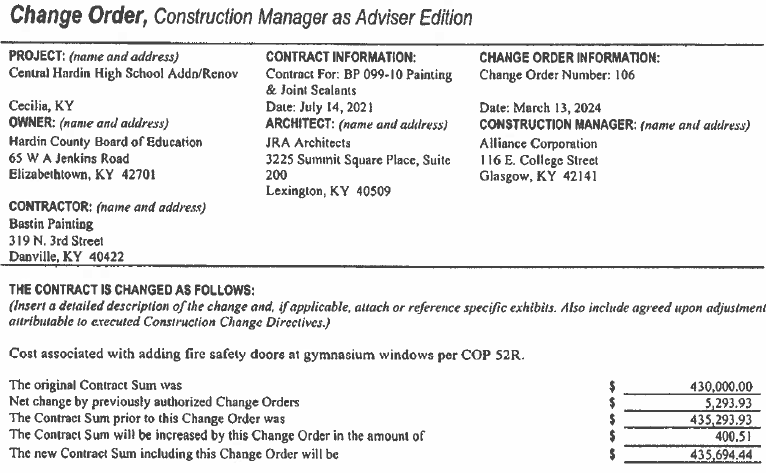 Change Order, Construction Manager as Adviser Edition
PROJECT: (name and address)
Central Hardin High School Addn/Renov
Cecilia, KY
OWNER: (name and address)
Hardin County Board of Education
65 W A Jenkins Road
Elizabethtown, KY 42701
CONTRACTOR: (name and address)
Bastin Painting
319 N. 3rd Street
Danville, KY 40422
CONTRACT INFORMATION:
Contract For: BP 099-10 Painting
& Joint Sealants
Date: July 14, 2021
ARCHITECT: (name and address)
JRA Architects
3225 Summit Square Place, Suite
200
Lexington, KY 40509
CHANGE ORDER INFORMATION:
Change Order Number: 106
Date: March 13, 2024
CONSTRUCTION MANAGER: (name and address)
Alliance Corporation
116 E. College Street
Glasgow, KY 42141
THE CONTRACT IS CHANGED AS FOLLOWS:
(Insert a detailed description of the change and, if applicable, attach or reference specific exhibits. Also include agreed upon adjustment
attributable to executed Construction Change Directives.)
Cost associated with adding fire safety doors at gymnasium windows per COP 52R.
The original Contract Sum was $ 430,000.00
Net change by previously authorized Change Orders $ 5,293.93
The Contract Sum prior to this Change Order was $ 435,293.93
The Contract Sum will be increased by this Change Order in the amount of $ 400.51
The new Contract Sum including this Change Order will be $ 435,694.44